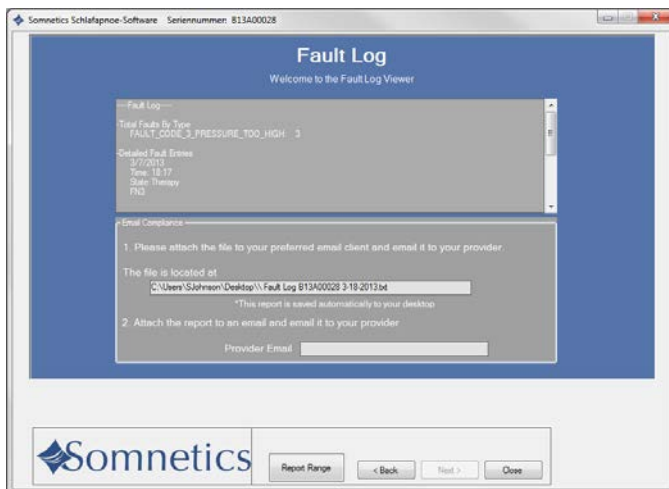 Somnetics Schlafapnoe-Software Seriennummer: B13A00028
Fault Log
Welcome to the Fault Log Viewer
----Fault Log----
-Total Faults By Type
FAULT_CODE_3_PRESSURE_TOO_HIGH: 3
-Detailed Fault Entries
3/7/2013
Time: 18:17
State: Therapy
FN3
Email Compliance
1. Please attach the file to your preferred email client and email it to your provider.
The file is located at
C:\Users\SJohnson\Desktop\\ Fault Log B13A00028 3-18-2013.txt
*This report is saved automatically to your desktop
2. Attach the report to an email and email it to your provider
Provider Email
Somnetics
Report Range
< Back
Next >
Close